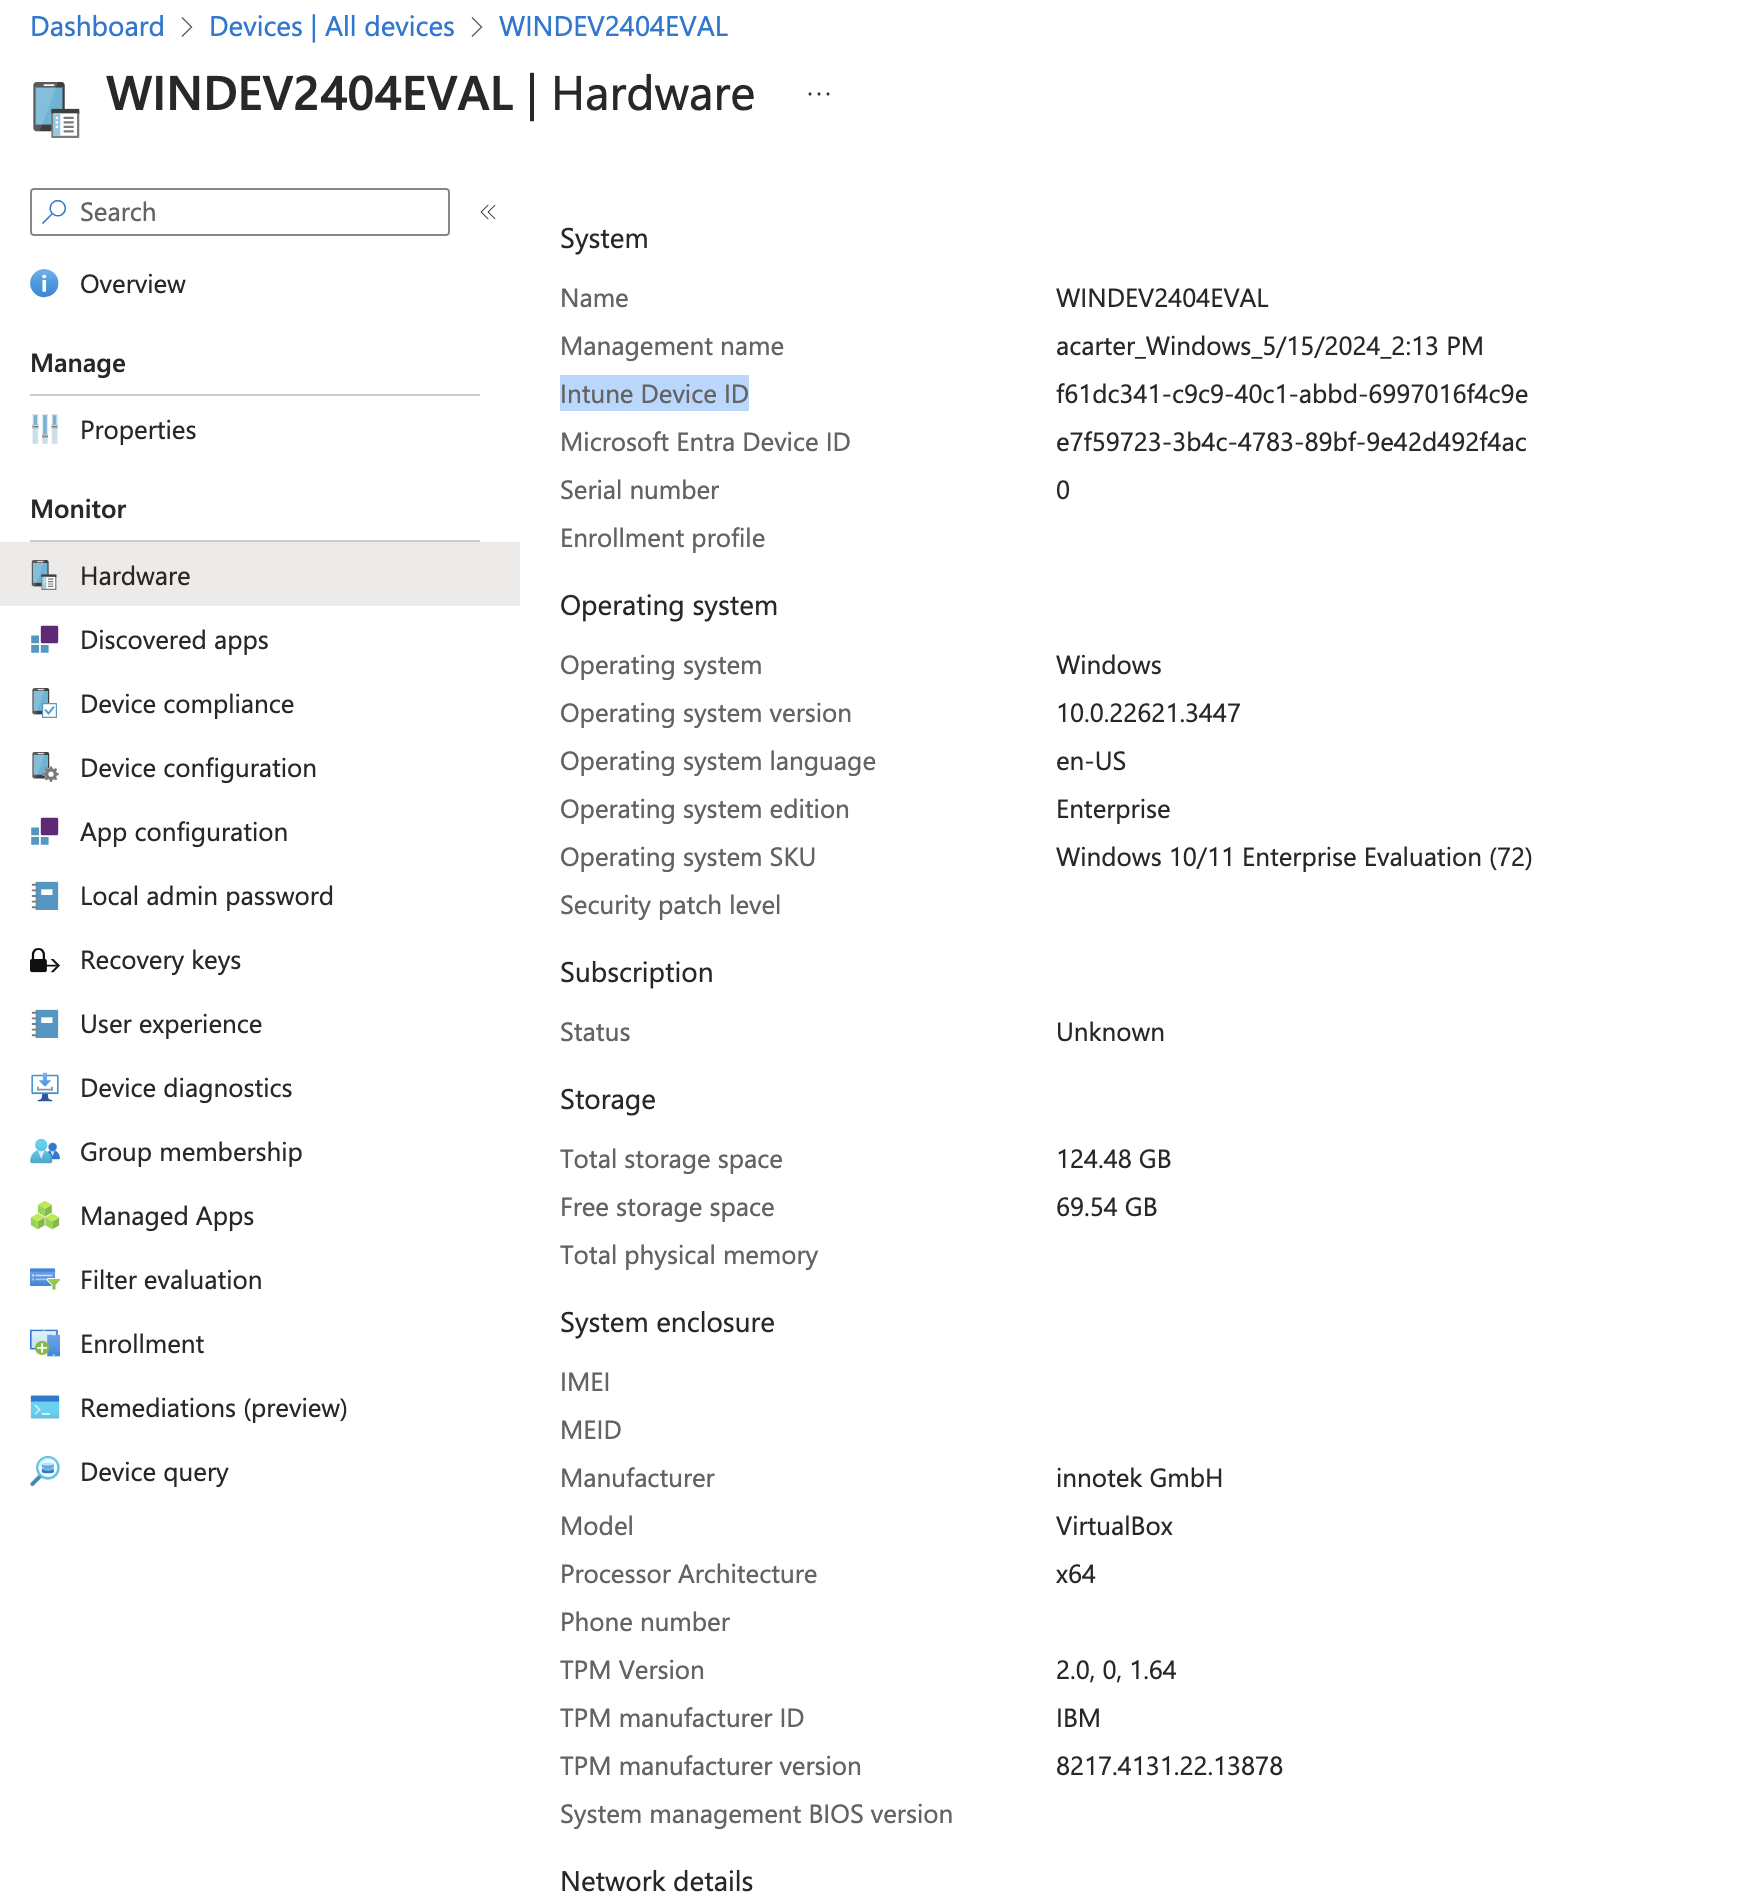 Dashboard > Devices | All devices > WINDEV2404EVAL
WINDEV2404EVAL | Hardware ...
Search «
Overview
Manage
Properties
Monitor
Hardware
Discovered apps
Device compliance
Device configuration
App configuration
Local admin password
Recovery keys
User experience
Device diagnostics
Group membership
Managed Apps
Filter evaluation
Enrollment
Remediations (preview)
Device query
System
Name WINDEV2404EVAL
Management name acarter_Windows_5/15/2024_2:13 PM
Intune Device ID f61dc341-c9c9-40c1-abbd-6997016f4c9e
Microsoft Entra Device ID e7f59723-3b4c-4783-89bf-9e42d492f4ac
Serial number 0
Enrollment profile
Operating system
Operating system Windows
Operating system version 10.0.22621.3447
Operating system language en-US
Operating system edition Enterprise
Operating system SKU Windows 10/11 Enterprise Evaluation (72)
Security patch level
Subscription
Status Unknown
Storage
Total storage space 124.48 GB
Free storage space 69.54 GB
Total physical memory
System enclosure
IMEI
MEID
Manufacturer innotek GmbH
Model VirtualBox
Processor Architecture x64
Phone number
TPM Version 2.0, 0, 1.64
TPM manufacturer ID IBM
TPM manufacturer version 8217.4131.22.13878
System management BIOS version
Network details